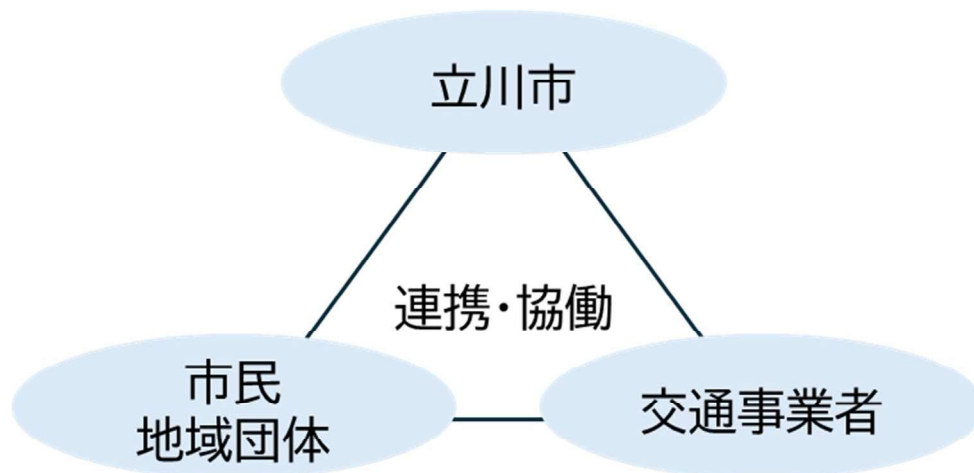 立川市
連携・協働
市民
地域団体
交通事業者